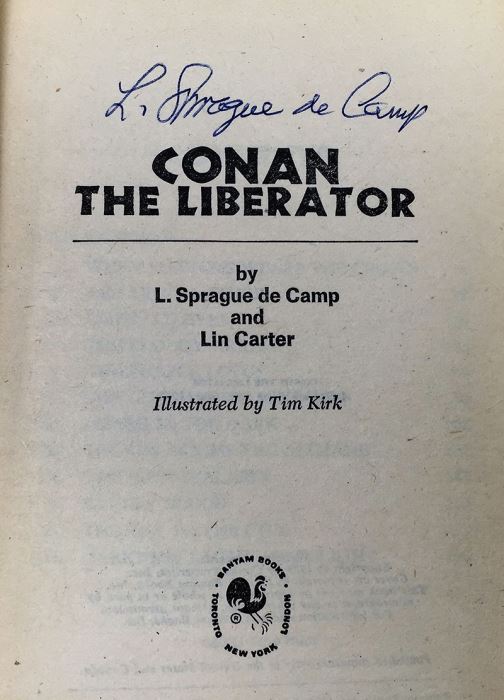 L. Sprague de Camp
CONAN
THE LIBERATOR
by
L. Sprague de Camp
and
Lin Carter
Illustrated by Tim Kirk
BANTAM BOOKS
TORONTO • NEW YORK • LONDON
®